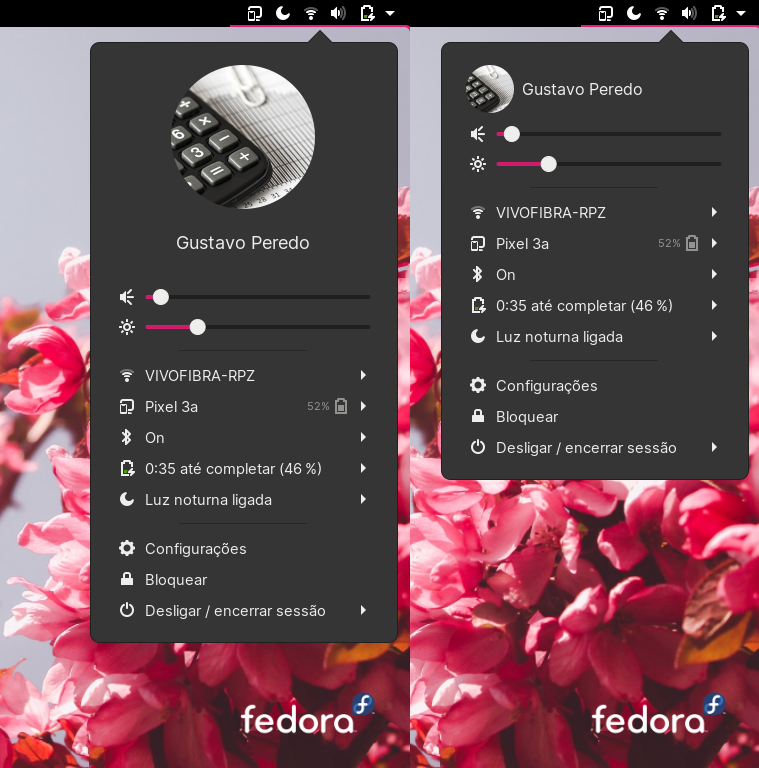 Gustavo Peredo
VIVOFIBRA-RPZ
Pixel 3a 52%
On
0:35 até completar (46 %)
Luz noturna ligada
Configurações
Bloquear
Desligar / encerrar sessão
fedora
Gustavo Peredo
VIVOFIBRA-RPZ
Pixel 3a 52%
On
0:35 até completar (46 %)
Luz noturna ligada
Configurações
Bloquear
Desligar / encerrar sessão
fedora